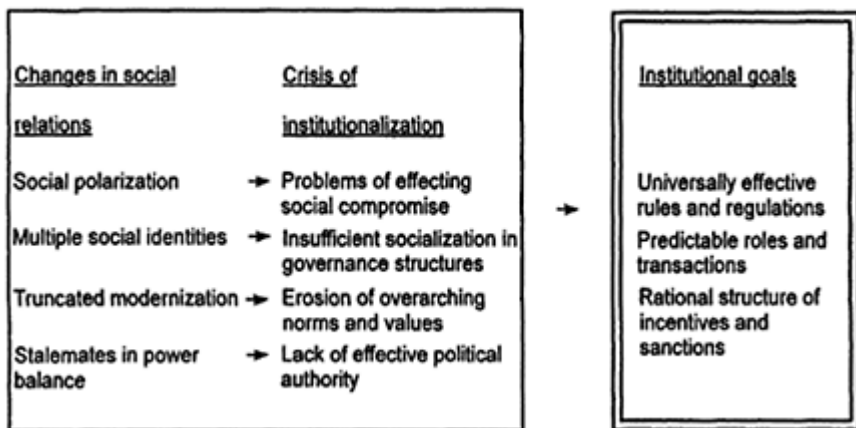 Changes in social
relations
Crisis of
institutionalization
Social polarization → Problems of effecting
social compromise
Multiple social identities → Insufficient socialization in
governance structures
Truncated modernization → Erosion of overarching
norms and values
Stalemates in power → Lack of effective political
balance
authority
→
Institutional goals
Universally effective
rules and regulations
Predictable roles and
transactions
Rational structure of
incentives and
sanctions